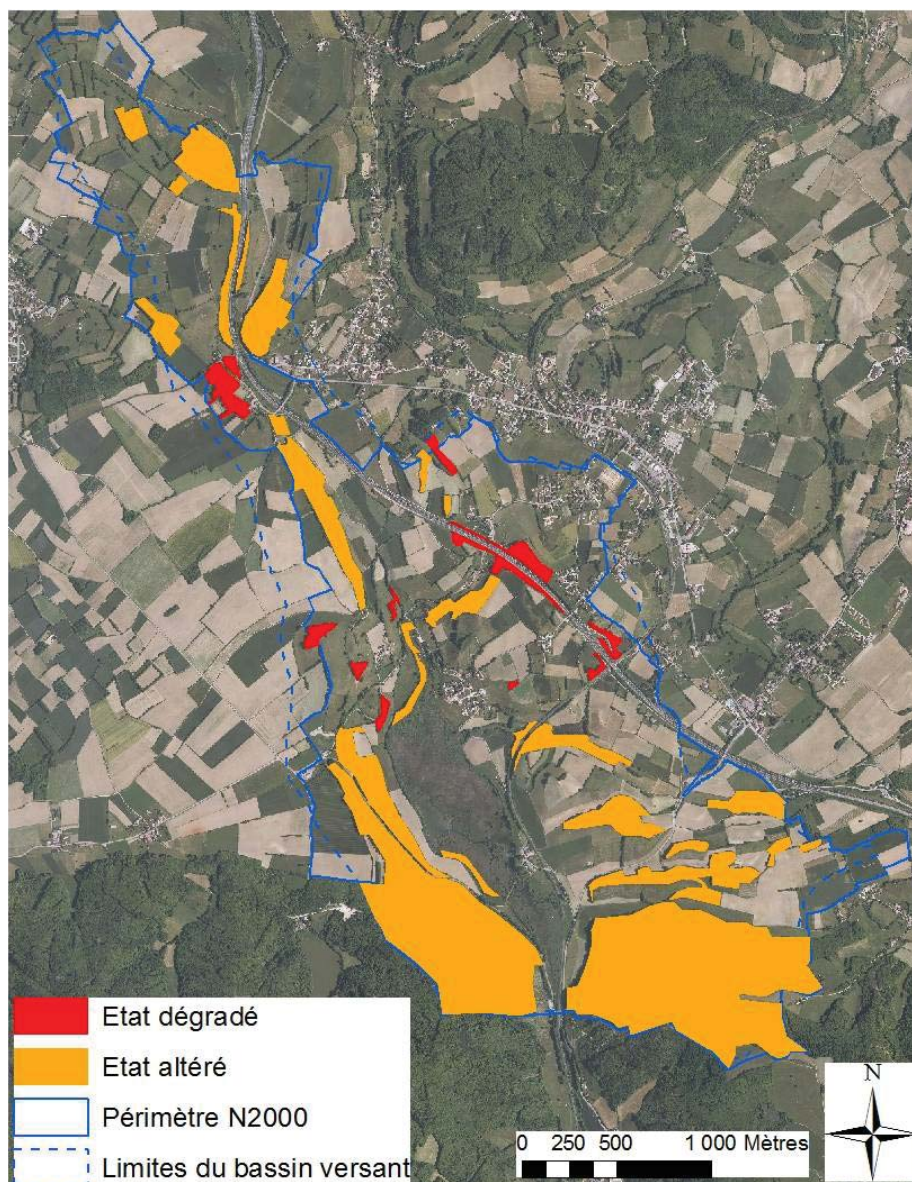 Etat dégradé
Etat altéré
Périmètre N2000
Limites du bassin versant
N
0 250 500 1 000 Mètres